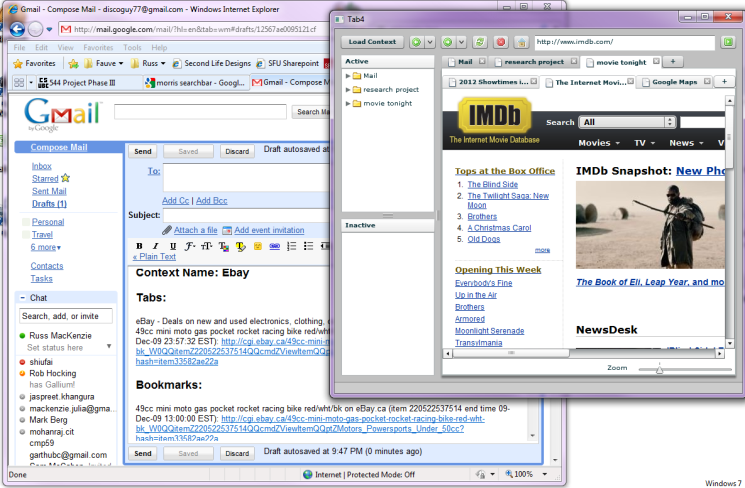 Gmail - Compose Mail - discoguy77@gmail.com - Windows Internet Explorer
http://mail.google.com/mail/?hl=en&tab=wm#drafts/12567ae0095121cf
File Edit View Favorites Tools Help
Favorites Fauve Russ eBay Second Life Designs SFU Sharepoint
544 Project Phase III morris searchbar - Googl... Gmail - Compose M
Gmail
by Google
Search Ma
Compose Mail
Inbox
Starred
Sent Mail
Drafts (1)
Personal
Travel
6 more
Contacts
Tasks
Chat
Search, add, or invite
Russ MacKenzie
Set status here
shiufai
Rob Hocking
has Gallium!
jaspreet.khangura
mackenzie.julia@gma...
Mark Berg
mohanraj.cit
cmp59
garthubc@gmail.com
Send Saved Discard Draft autosaved at
To:
Add Cc | Add Bcc
Subject:
Attach a file Add event invitation
« Plain Text
Context Name: Ebay
Tabs:
eBay - Deals on new and used electronics, clothing,
49cc mini moto gas pocket rocket racing bike red/wht/
Dec-09 23:57:32 EST): http://cgi.ebay.ca/49cc-mini-
bk_W0QQitemZ220522537514QQcmdZViewItemQQp
hash=item33582ae22a
Bookmarks:
49cc mini moto gas pocket rocket racing bike red/wht/bk on eBay.ca (item 220522537514 end time 09-
Dec-09 13:00:00 EST): http://cgi.ebay.ca/49cc-mini-moto-gas-pocket-rocket-racing-bike-red-wht-
bk_W0QQitemZ220522537514QQcmdZViewItemQQptZMotors_Powersports_Under_50cc?
hash=item33582ae22a
Send Saved Discard Draft autosaved at 9:47 PM (0 minutes ago)
Done Internet | Protected Mode: Off 100%
Tab4
Load Context http://www.imdb.com/
Active
Mail
research project
movie tonight
Inactive
Mail research project movie tonight +
2012 Showtimes i... The Internet Movi... Google Maps +
IMDb
The Internet Movie Database
Search All
Movies TV News V
Tops at the Box Office
1. The Blind Side
2. The Twilight Saga: New
Moon
3. Brothers
4. A Christmas Carol
5. Old Dogs
more
Opening This Week
Everybody's Fine
Up in the Air
Brothers
Armored
Moonlight Serenade
Transylmania
IMDb Snapshot: New Pho
The Book of Eli, Leap Year, and mo
NewsDesk
Zoom
Windows 7